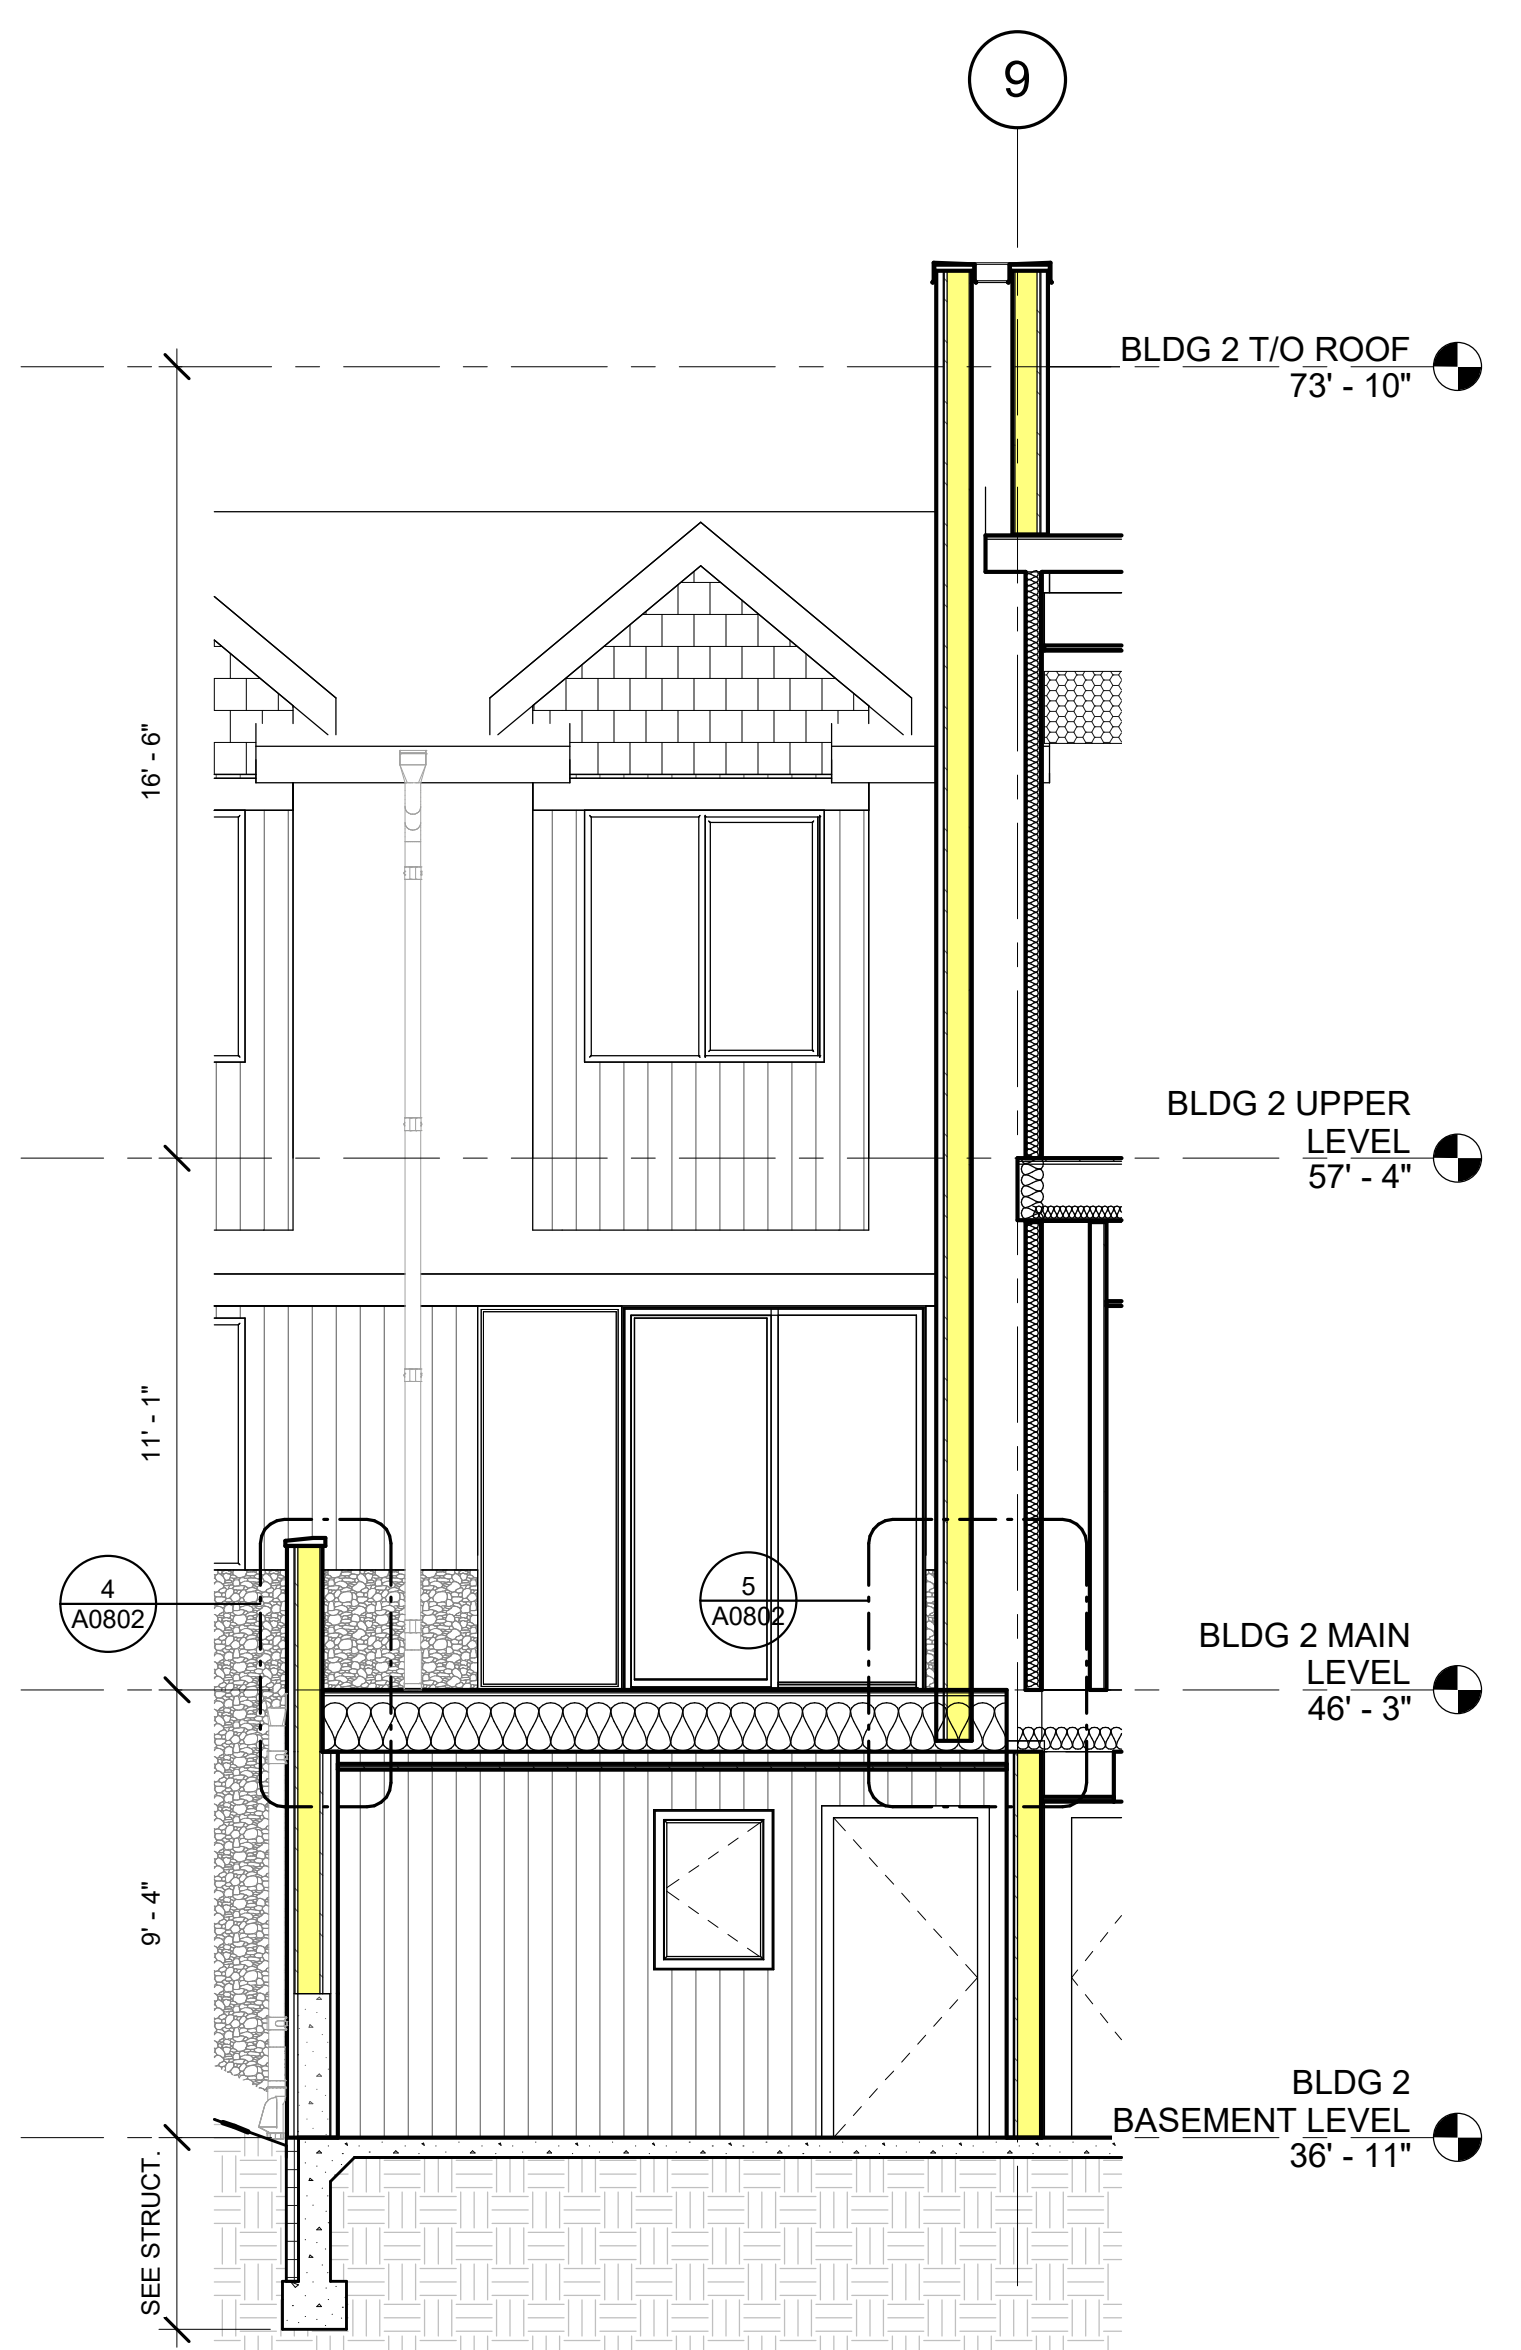 9
BLDG 2 T/O ROOF
73' - 10"
16' - 6"
BLDG 2 UPPER
LEVEL
57' - 4"
11' - 1"
4
A0802
5
A0802
BLDG 2 MAIN
LEVEL
46' - 3"
9' - 4"
BLDG 2
BASEMENT LEVEL
36' - 11"
SEE STRUCT.